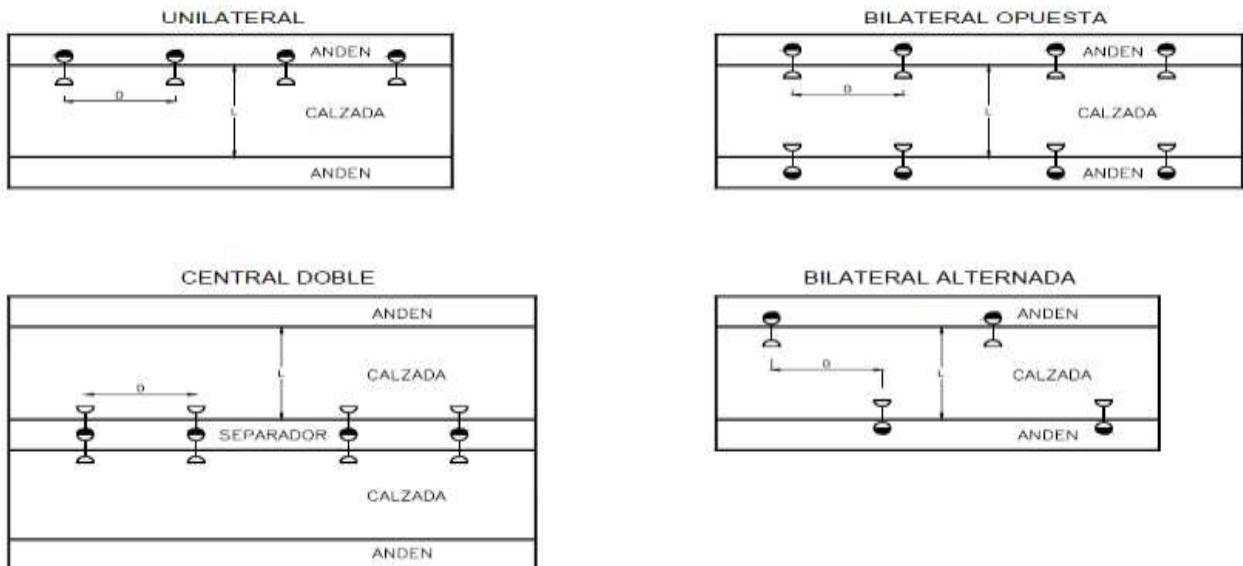 UNILATERAL
ANDEN
D
L
CALZADA
ANDEN
BILATERAL OPUESTA
ANDEN
D
L
CALZADA
ANDEN
CENTRAL DOBLE
ANDEN
L
CALZADA
D
SEPARADOR
CALZADA
ANDEN
BILATERAL ALTERNADA
ANDEN
D
L
CALZADA
ANDEN